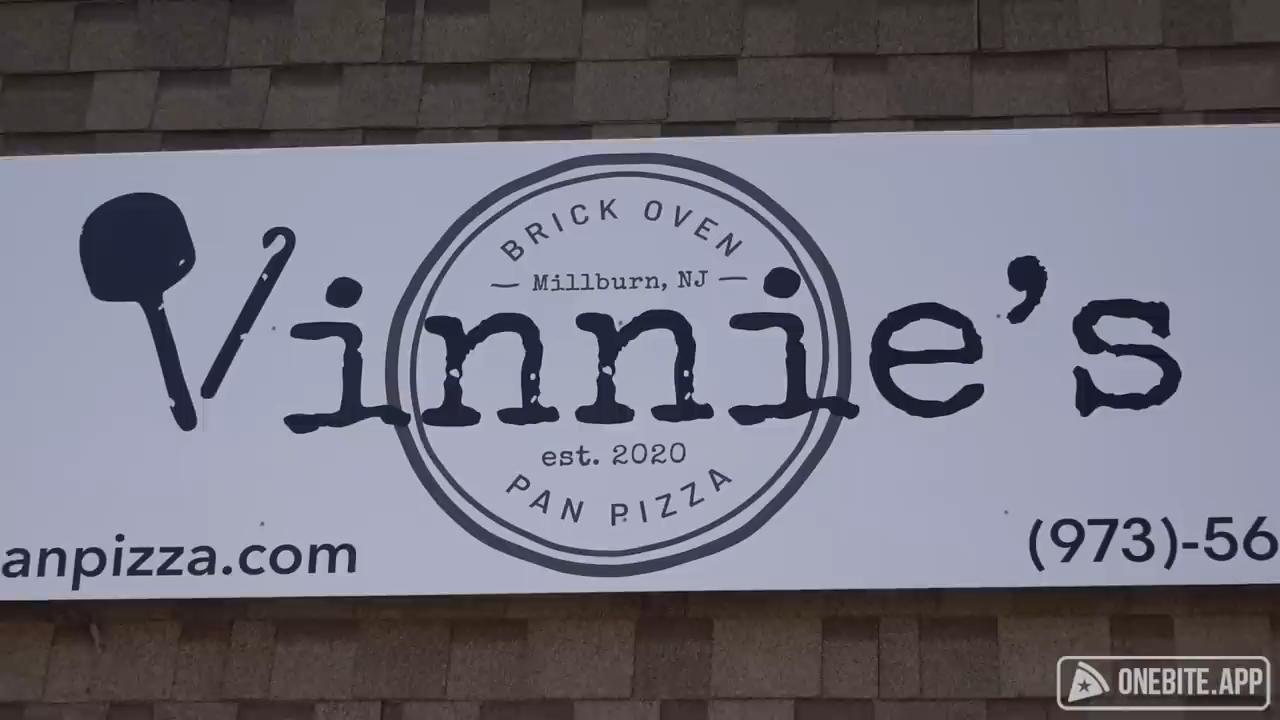 BRICK OVEN
Millburn, NJ
Vinnie's
est. 2020
PAN PIZZA
anpizza.com
(973)-56
ONEBITE.APP